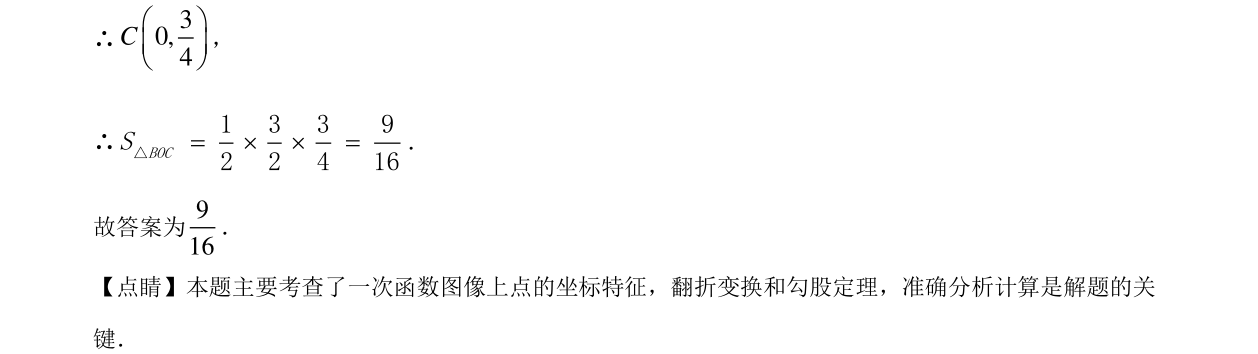 ∴C(0,3/4),
∴S△BOC = 1/2 × 3/2 × 3/4 = 9/16.
故答案为9/16.
【点睛】本题主要考查了一次函数图像上点的坐标特征，翻折变换和勾股定理，准确分析计算是解题的关
键.